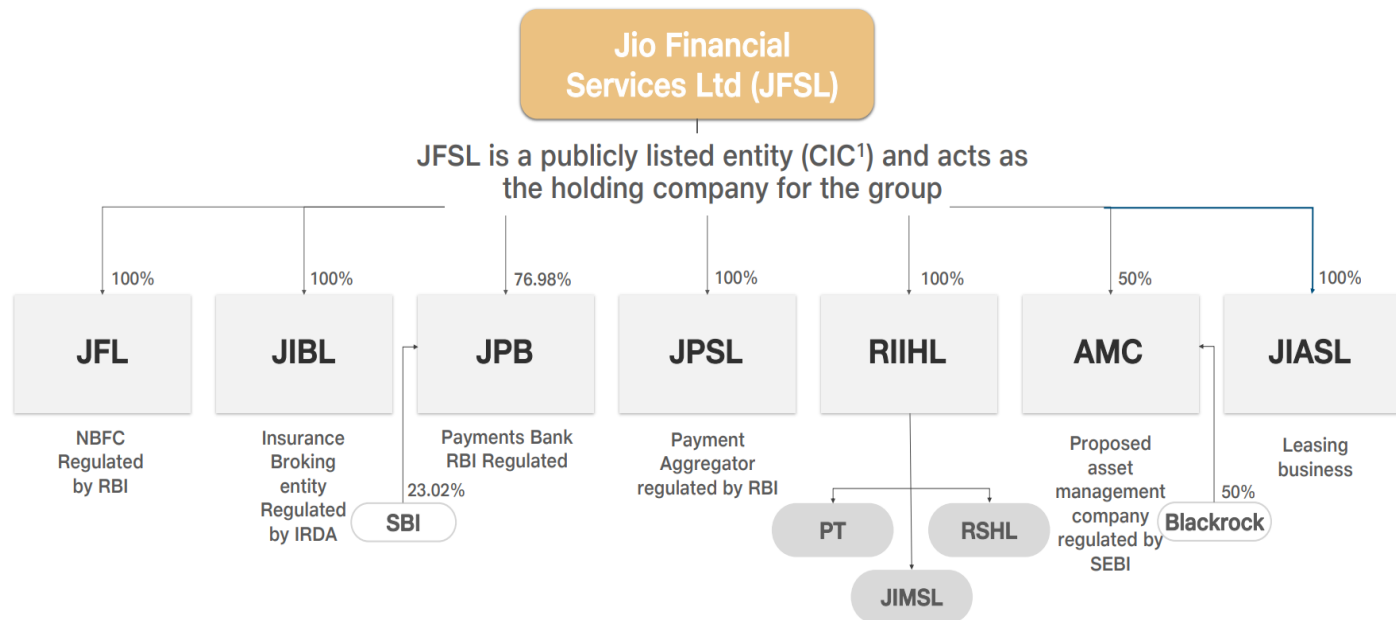 Jio Financial
Services Ltd (JFSL)
JFSL is a publicly listed entity (CIC¹) and acts as
the holding company for the group
100%
100%
76.98%
100%
100%
50%
100%
JFL
JIBL
JPB
JPSL
RIIHL
AMC
JIASL
NBFC
Regulated
by RBI
Insurance
Broking
entity
Regulated
by IRDA
23.02%
SBI
Payments Bank
RBI Regulated
Payment
Aggregator
regulated by RBI
PT
RSHL
JIMSL
Proposed
asset
management
company
regulated by
SEBI
50%
Blackrock
Leasing
business